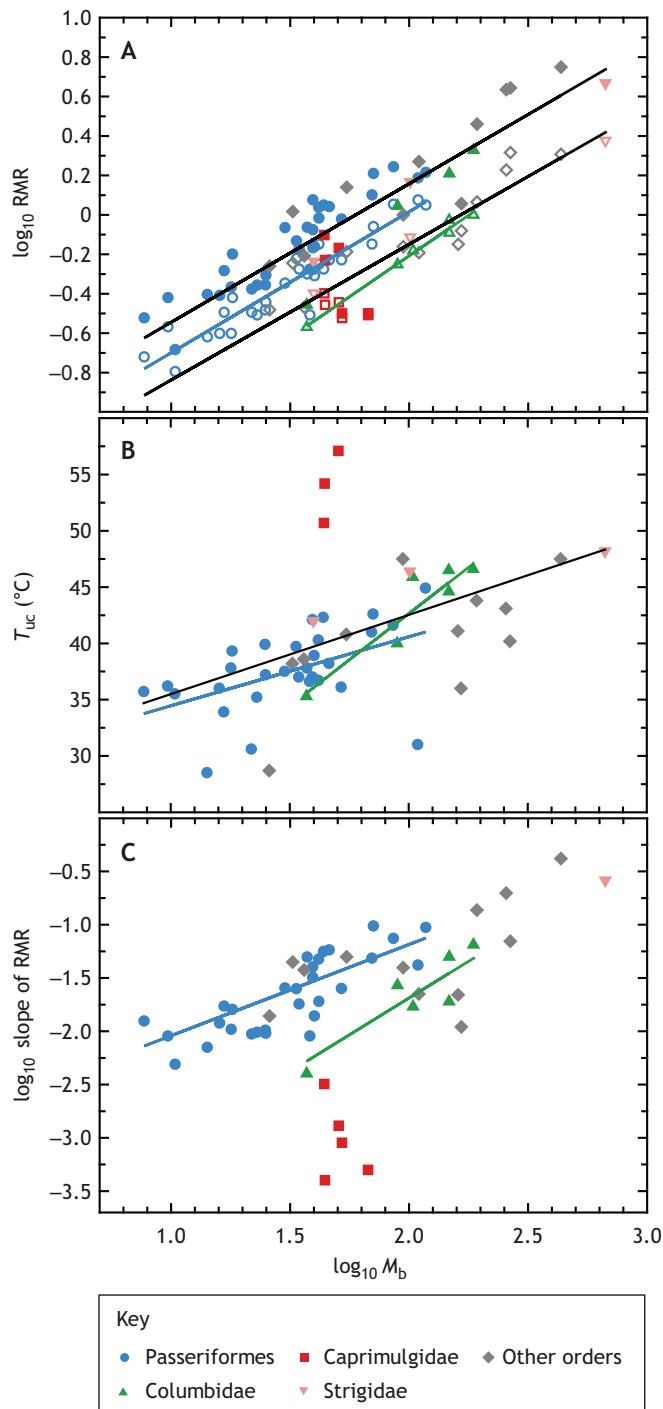 A
1.0
0.8
0.6
0.4
0.2
0
−0.2
−0.4
−0.6
−0.8
log10 RMR
B
55
50
45
40
35
30
Tuc (°C)
C
−0.5
−1.0
−1.5
−2.0
−2.5
−3.0
−3.5
log10 slope of RMR
1.0 1.5 2.0 2.5 3.0
log10 Mb
Key
Passeriformes Caprimulgidae Other orders
Columbidae Strigidae